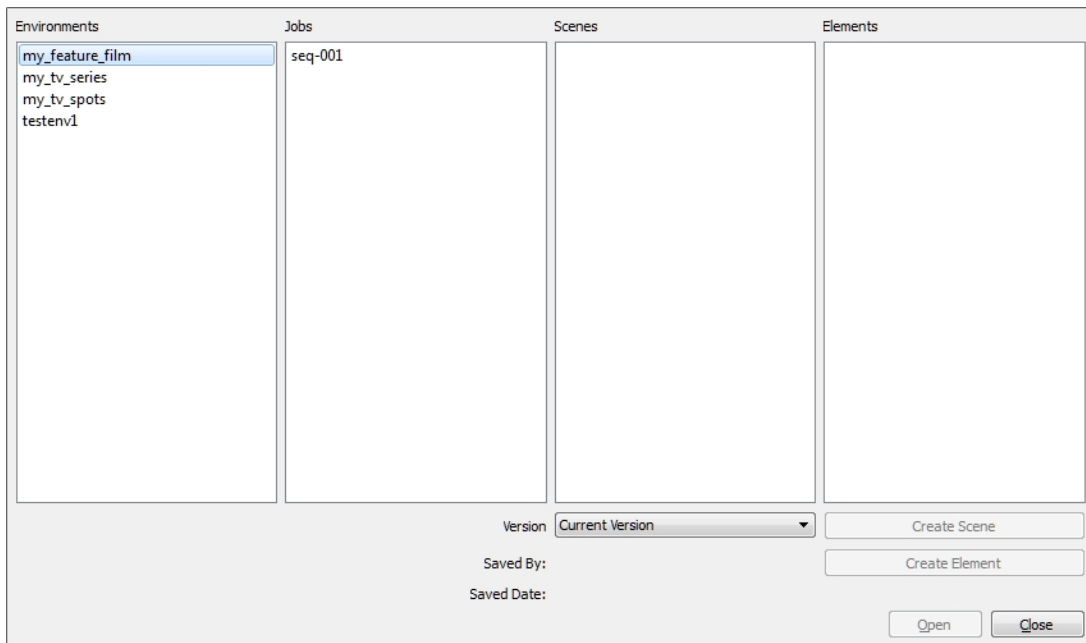 Environments Jobs Scenes Elements
my_feature_film seq-001
my_tv_series
my_tv_spots
testenv1
Version Current Version Create Scene
Saved By: Create Element
Saved Date:
Open Close